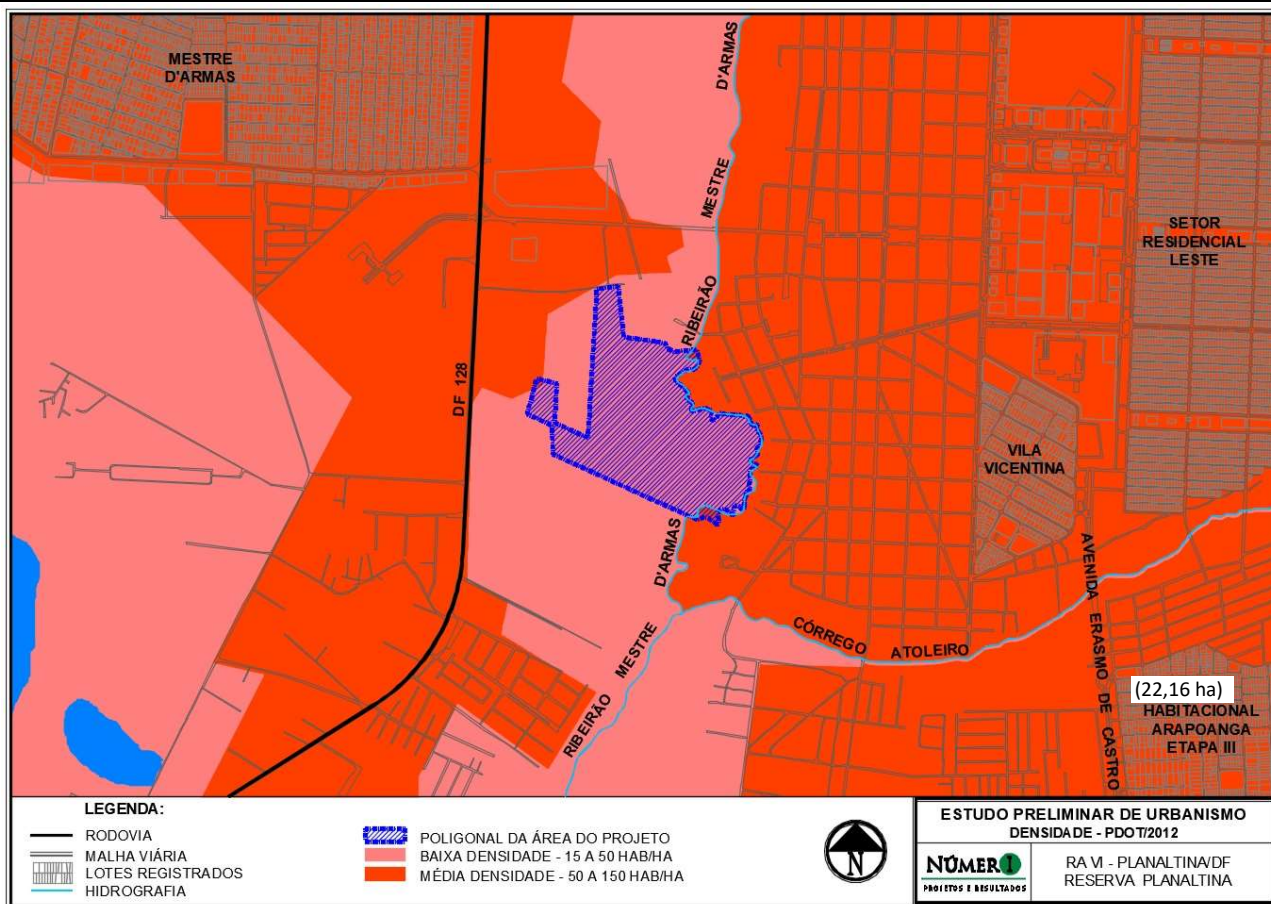 MESTRE
D'ARMAS
D'ARMAS
MESTRE
RIBEIRÃO
SETOR
RESIDENCIAL
LESTE
DF 128
VILA
VICENTINA
D'ARMAS
MESTRE
RIBEIRÃO
CÓRREGO ATOLEIRO
AVENIDA ERASMO DE CASTRO
(22,16 ha)
HABITACIONAL
ARAPOANGA
ETAPA III
LEGENDA:
RODOVIA
MALHA VIÁRIA
LOTES REGISTRADOS
HIDROGRAFIA
POLIGONAL DA ÁREA DO PROJETO
BAIXA DENSIDADE - 15 A 50 HAB/HA
MÉDIA DENSIDADE - 50 A 150 HAB/HA
N
ESTUDO PRELIMINAR DE URBANISMO
DENSIDADE - PDOT/2012
NÚMERO1
PROJETOS E RESULTADOS
RA VI - PLANALTINA/DF
RESERVA PLANALTINA